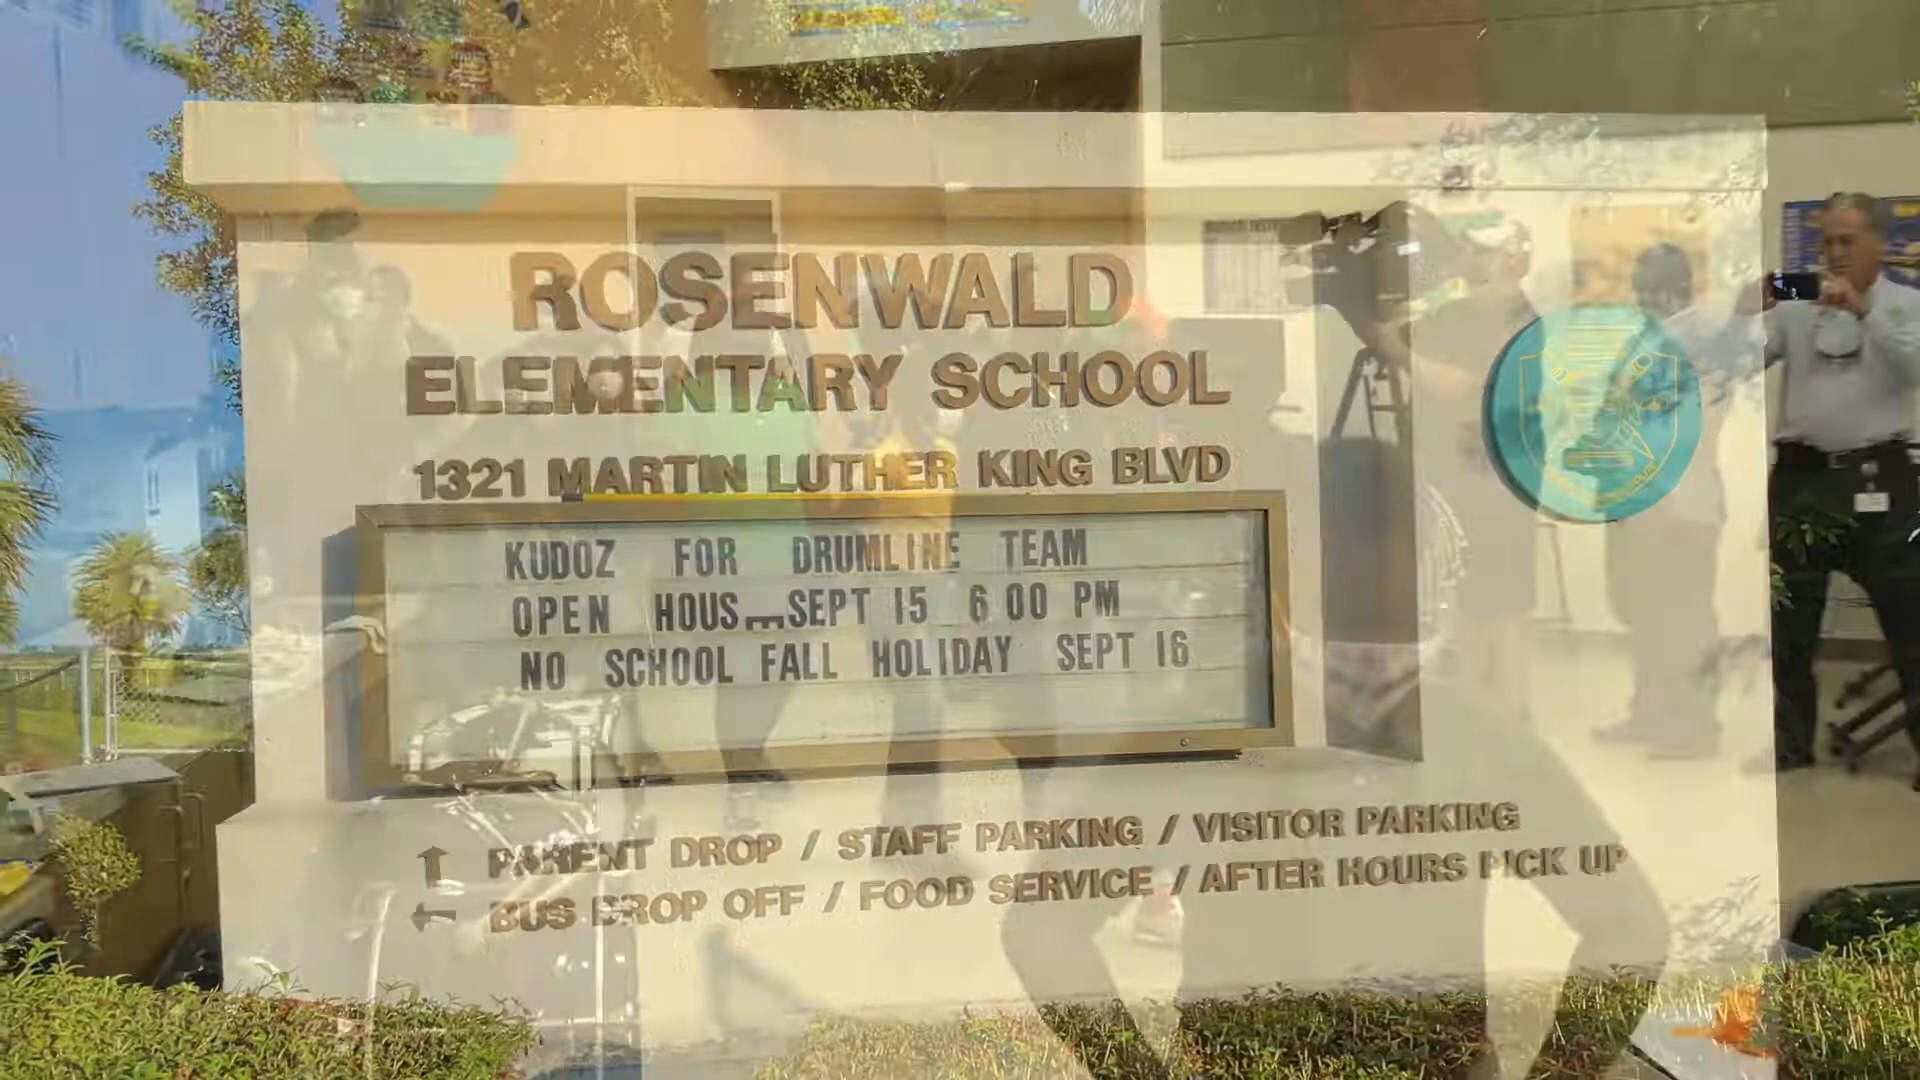 ROSENWALD
ELEMENTARY SCHOOL
1321 MARTIN LUTHER KING BLVD
KUDOZ FOR DRUMLINE TEAM
OPEN HOUS SEPT 15 6 00 PM
NO SCHOOL FALL HOLIDAY SEPT 16
↑ PARENT DROP / STAFF PARKING / VISITOR PARKING
← BUS DROP OFF / FOOD SERVICE / AFTER HOURS PICK UP